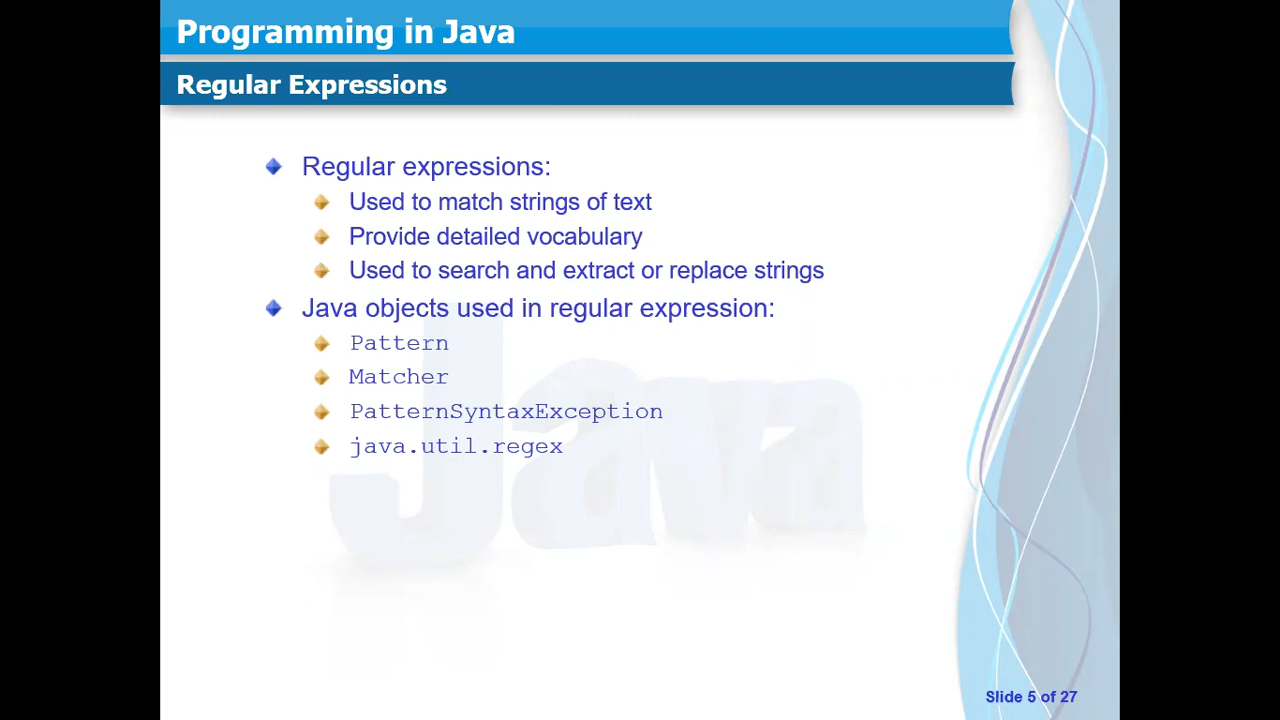 Programming in Java
Regular Expressions
Regular expressions:
Used to match strings of text
Provide detailed vocabulary
Used to search and extract or replace strings
Java objects used in regular expression:
Pattern
Matcher
PatternSyntaxException
java.util.regex
Java
Slide 5 of 27